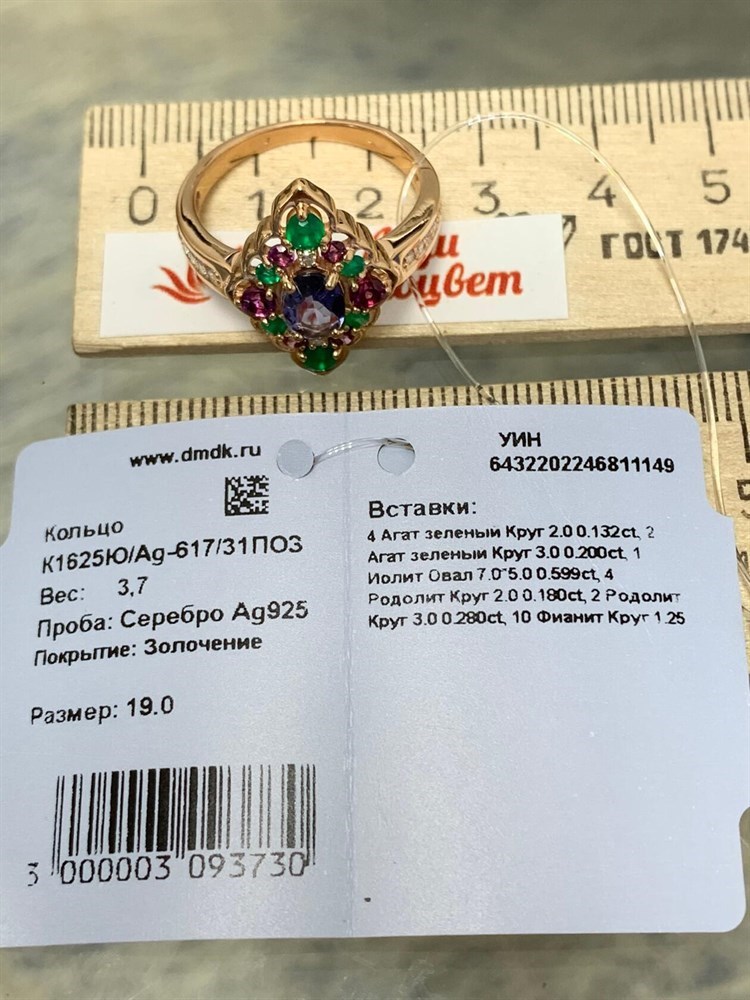 0 1 2 3 4 5
ГОСТ 174
цвет
www.dmdk.ru
Кольцо
К1625Ю/Ag-617/31ПОЗ
Вес: 3,7
Проба: Серебро Ag925
Покрытие: Золочение
Размер: 19.0
3 000003 093730
УИН
6432202246811149
Вставки:
4 Агат зеленый Круг 2.0 0.132ct, 2
Агат зеленый Круг 3.0 0.200ct, 1
Иолит Овал 7.0*5.0 0.599ct, 4
Родолит Круг 2.0 0.180ct, 2 Родолит
Круг 3.0 0.280ct, 10 Фианит Круг 1.25